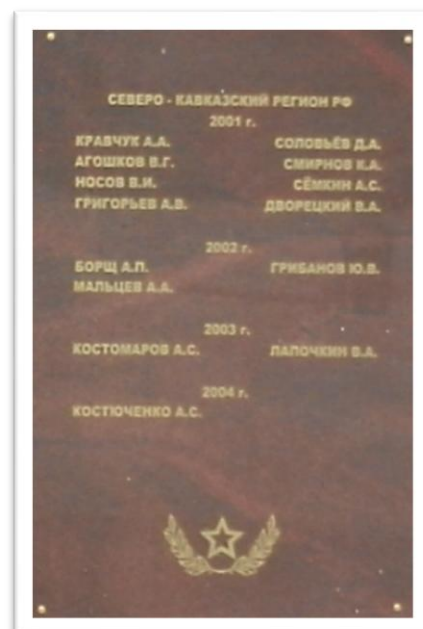 СЕВЕРО - КАВКАЗСКИЙ РЕГИОН РФ
2001 г.
КРАВЧУК А.А. СОЛОВЬЁВ Д.А.
АГОШКОВ В.Г. СМИРНОВ К.А.
НОСОВ В.И. СЁМКИН А.С.
ГРИГОРЬЕВ А.В. ДВОРЕЦКИЙ В.А.
2002 г.
БОРЩ А.П. ГРИБАНОВ Ю.В.
МАЛЬЦЕВ А.А.
2003 г.
КОСТОМАРОВ А.С. ЛАПОЧКИН В.А.
2004 г.
КОСТЮЧЕНКО А.С.